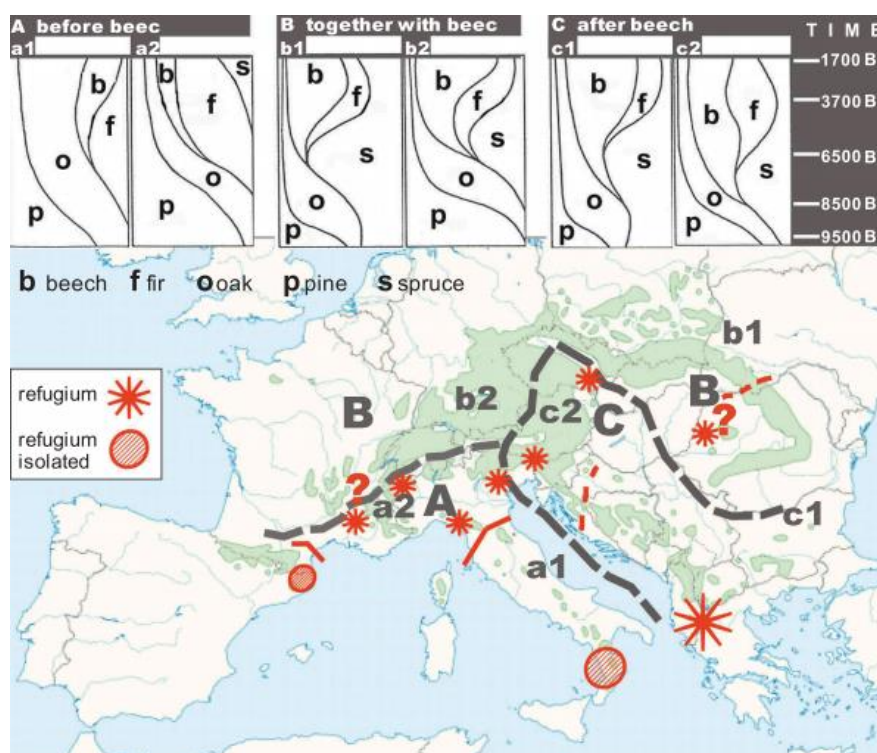 A before beec
B together with beec
C after beech
T I M E
a1
a2
b1
b2
c1
c2
b
f
o
p
b
s
f
o
p
b
f
s
o
p
b
f
s
o
p
b
f
s
o
p
b
f
s
o
p
1700 B
3700 B
6500 B
8500 B
9500 B
b beech f fir o oak p pine s spruce
refugium
refugium
isolated
b1
B
b2
B
?
c2
C
?
a2
A
c1
a1